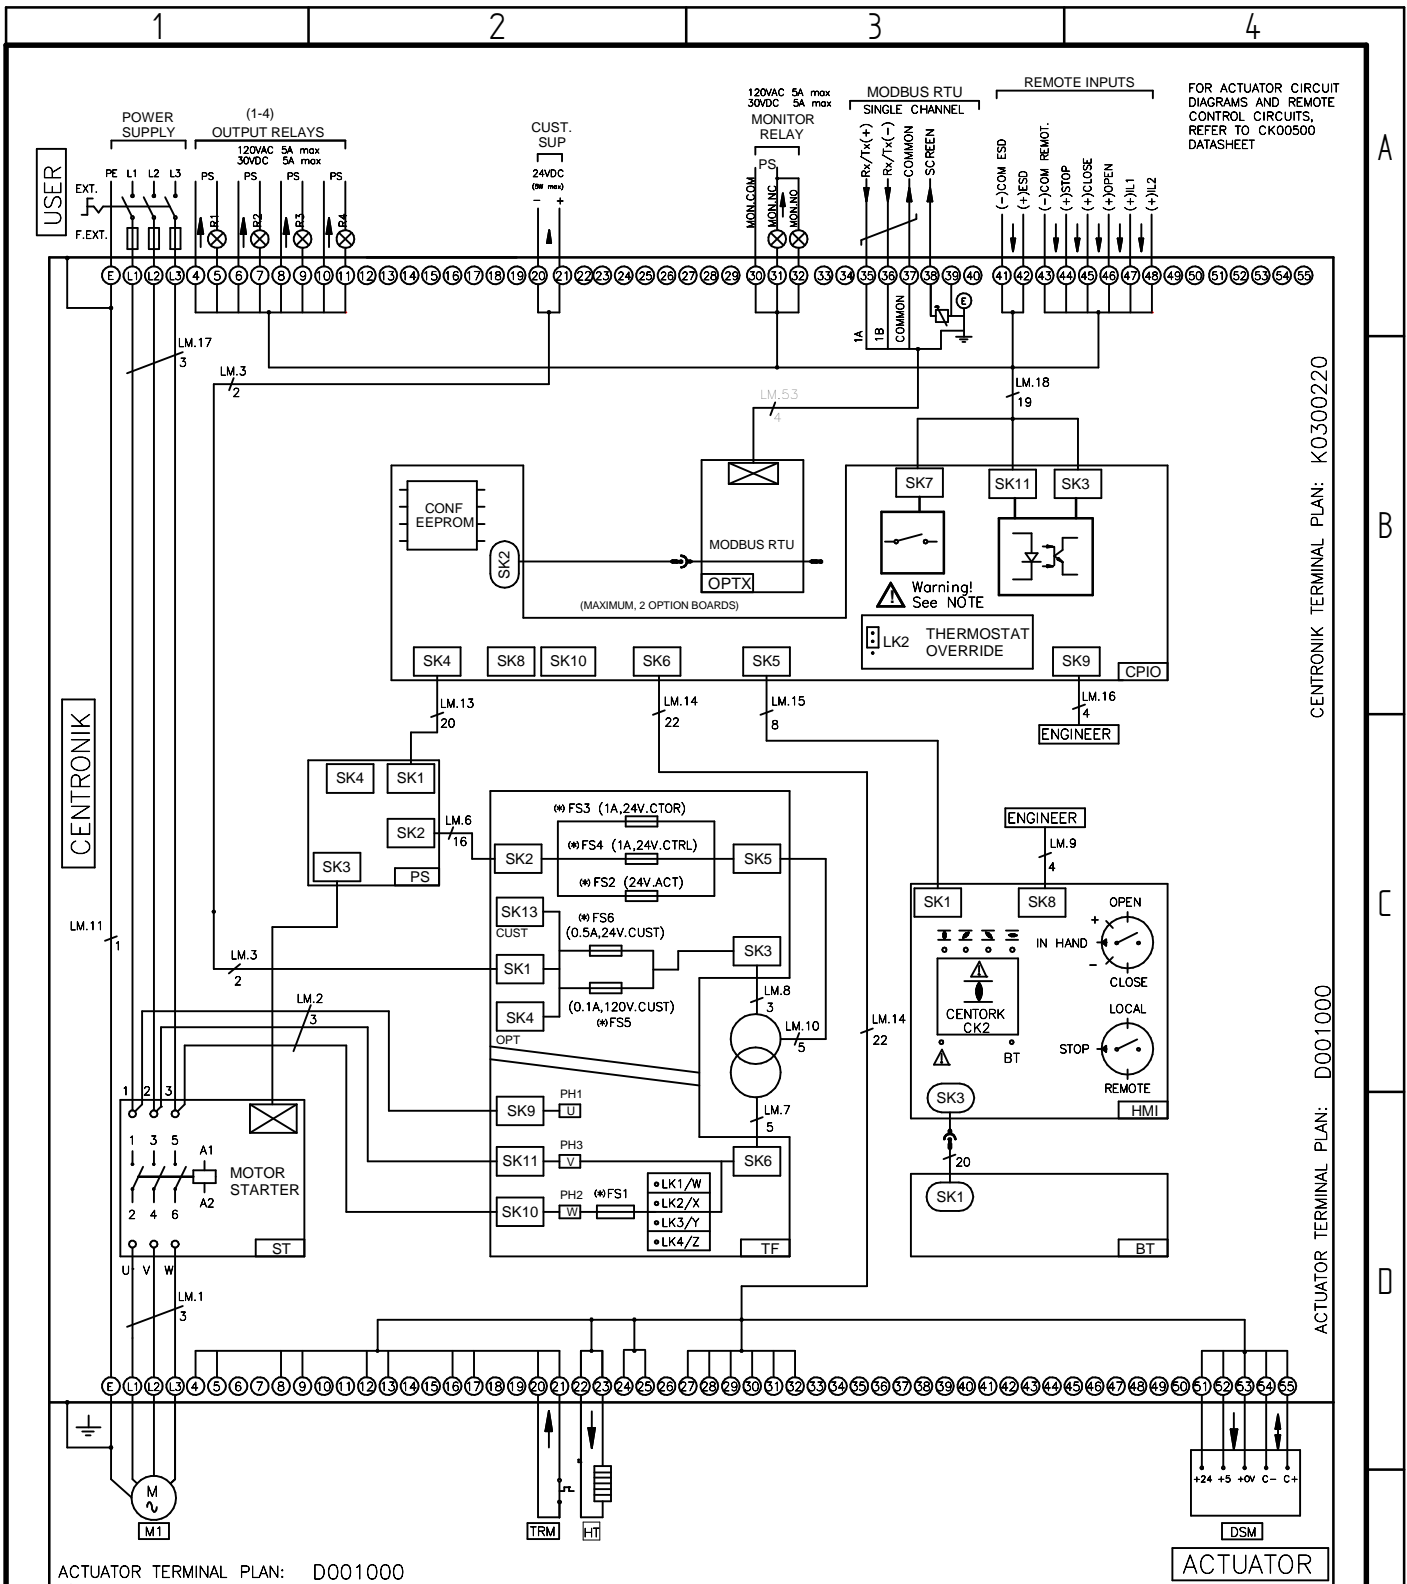 1 2 3 4
A
B
C
D
FOR ACTUATOR CIRCUIT
DIAGRAMS AND REMOTE
CONTROL CIRCUITS,
REFER TO CK00500
DATASHEET
USER
POWER
SUPPLY
PE L1 L2 L3
EXT.
F.EXT.
(1-4)
OUTPUT RELAYS
120VAC 5A max
30VDC 5A max
PS PS PS PS
R1 R2 R3 R4
CUST.
SUP
24VDC
(5W max)
- +
120VAC 5A max
30VDC 5A max
MONITOR
RELAY
PS
MON.COM
MON.NC
MON.NO
MODBUS RTU
SINGLE CHANNEL
Rx/Tx(+)
Rx/Tx(-)
COMMON
SCREEN
REMOTE INPUTS
(-)COM ESD
(+)ESD
(-)COM REMOT.
(+)STOP
(+)CLOSE
(+)OPEN
(+)IL1
(+)IL2
E L1 L2 L3 4 5 6 7 8 9 10 11 12 13 14 15 16 17 18 19 20 21 22 23 24 25 26 27 28 29 30 31 32 33 34 35 36 37 38 39 40 41 42 43 44 45 46 47 48 49 50 51 52 53 54 55
E
1A
1B
COMMON
LM.17
3
LM.3
2
LM.53
4
LM.18
19
CENTRONIK TERMINAL PLAN: K0300220
CONF
EEPROM
SK2
MODBUS RTU
OPTX
(MAXIMUM, 2 OPTION BOARDS)
SK7
SK11
SK3
Warning!
See NOTE
LK2
THERMOSTAT
OVERRIDE
SK4
SK8
SK10
SK6
SK5
SK9
CPIO
LM.13
20
LM.14
22
LM.15
8
LM.16
4
ENGINEER
CENTRONIK
SK4
SK1
SK2
SK3
PS
LM.6
16
(*)FS3 (1A,24V.CTOR)
(*)FS4 (1A,24V.CTRL)
(*)FS2 (24V.ACT)
SK2
SK5
SK13
CUST
(*)FS6
(0.5A,24V.CUST)
SK1
SK3
SK4
OPT
(0.1A,120V.CUST)
(*)FS5
LM.11
1
LM.3
2
LM.2
3
LM.8
3
LM.10
5
LM.14
22
LM.7
5
ENGINEER
LM.9
4
SK1
SK8
OPEN
+
IN HAND
-
CLOSE
CENTORK
CK2
BT
LOCAL
STOP
REMOTE
SK3
HMI
20
SK1
BT
1 2 3
1 3 5
A1
A2
2 4 6
MOTOR
STARTER
ST
U V W
SK9
PH1
U
SK11
PH3
V
SK6
SK10
PH2
W
(*)FS1
LK1/W
LK2/X
LK3/Y
LK4/Z
TF
LM.1
3
ACTUATOR TERMINAL PLAN: D001000
E L1 L2 L3 4 5 6 7 8 9 10 11 12 13 14 15 16 17 18 19 20 21 22 23 24 25 26 27 28 29 30 31 32 33 34 35 36 37 38 39 40 41 42 43 44 45 46 47 48 49 50 51 52 53 54 55
M
M1
TRM
HT
+24 +5 +0V C- C+
DSM
ACTUATOR TERMINAL PLAN: D001000
ACTUATOR